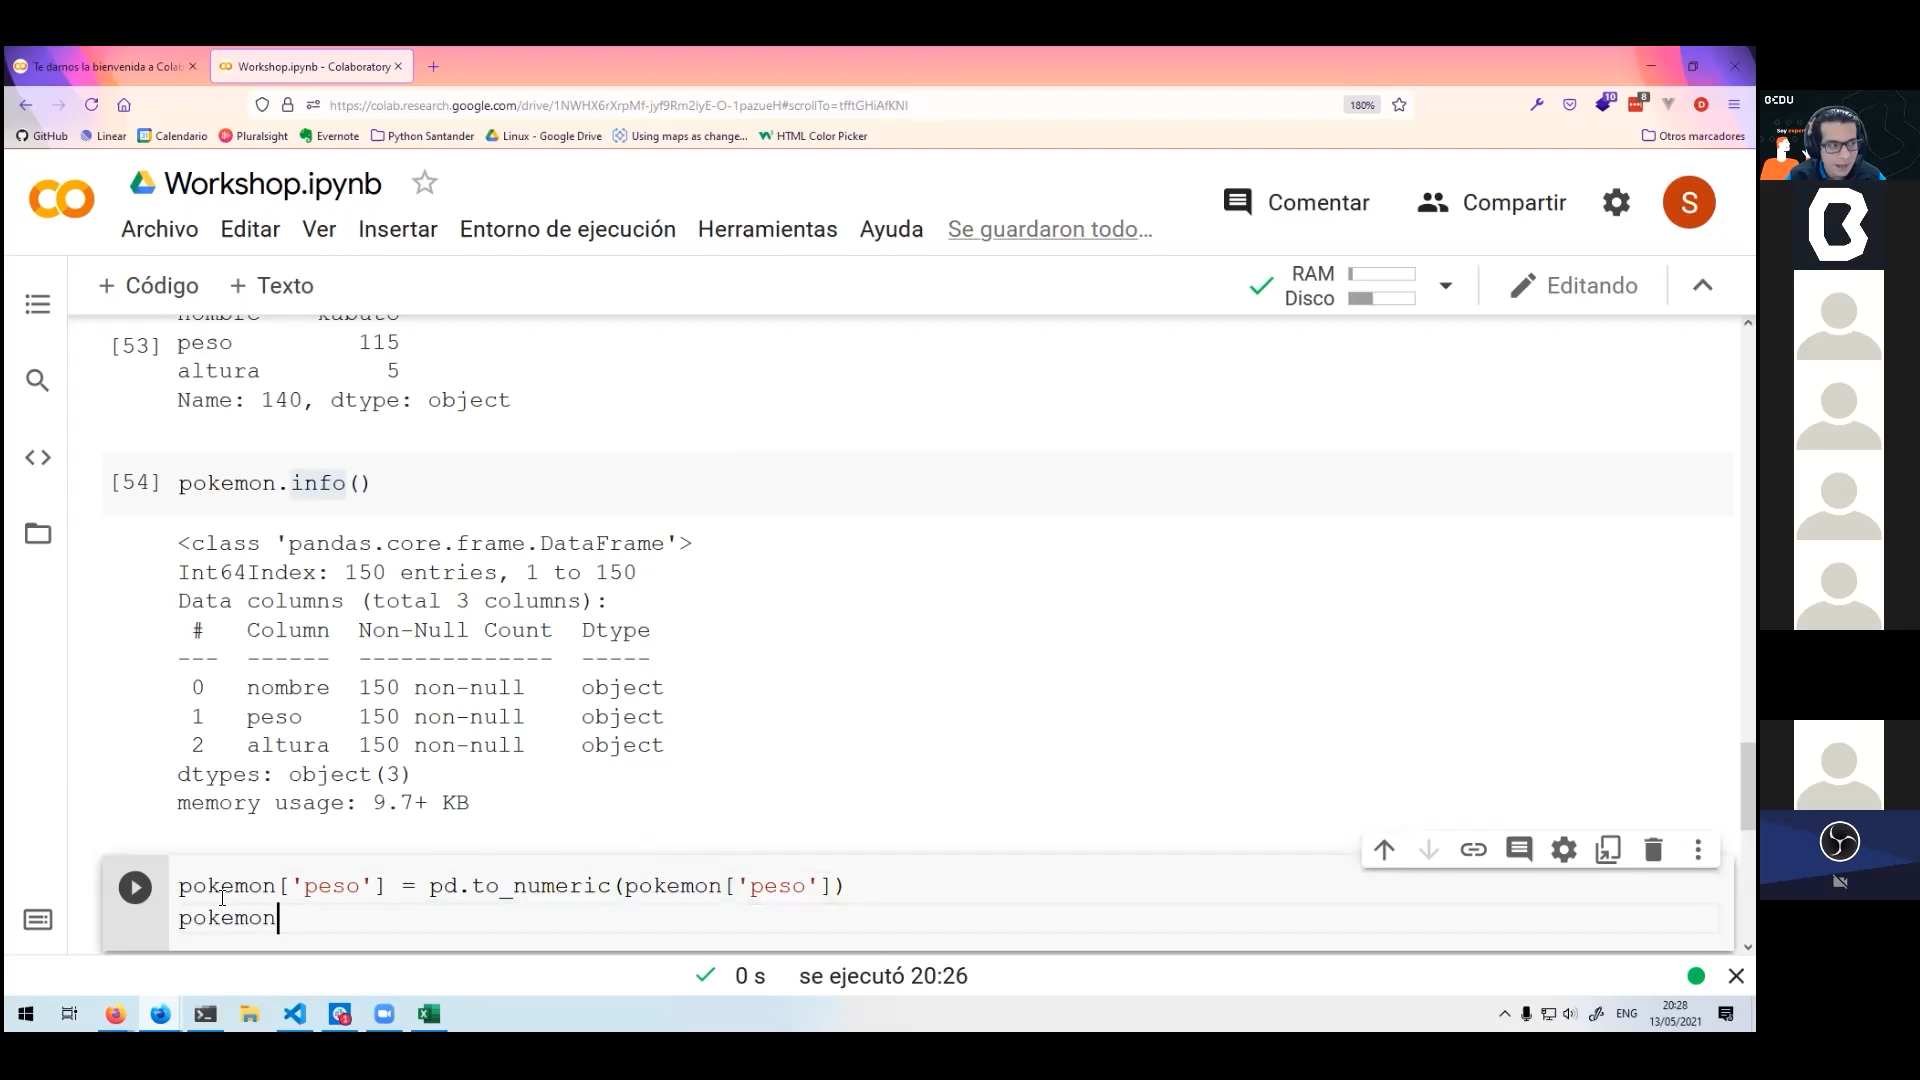 Te damos la bienvenida a Colab
Workshop.ipynb - Colaboratory
https://colab.research.google.com/drive/1NWHX6rXrpMf-jyf9Rm2IyE-O-1pazueH#scrollTo=tfftGHiAfKNI
180%
10
8
D
GitHub
Linear
Calendario
Pluralsight
Evernote
Python Santander
Linux - Google Drive
Using maps as change...
HTML Color Picker
Otros marcadores
Workshop.ipynb
Comentar
Compartir
S
Archivo Editar Ver Insertar Entorno de ejecución Herramientas Ayuda Se guardaron todo...
+ Código + Texto
RAM
Disco
Editando
nombre kabuto
[53] peso 115
altura 5
Name: 140, dtype: object
[54] pokemon.info()
<class 'pandas.core.frame.DataFrame'>
Int64Index: 150 entries, 1 to 150
Data columns (total 3 columns):
# Column Non-Null Count Dtype
--- ------ -------------- -----
0 nombre 150 non-null object
1 peso 150 non-null object
2 altura 150 non-null object
dtypes: object(3)
memory usage: 9.7+ KB
pokemon['peso'] = pd.to_numeric(pokemon['peso'])
pokemon
0 s se ejecutó 20:26
ENG
20:28
13/05/2021
BEDU